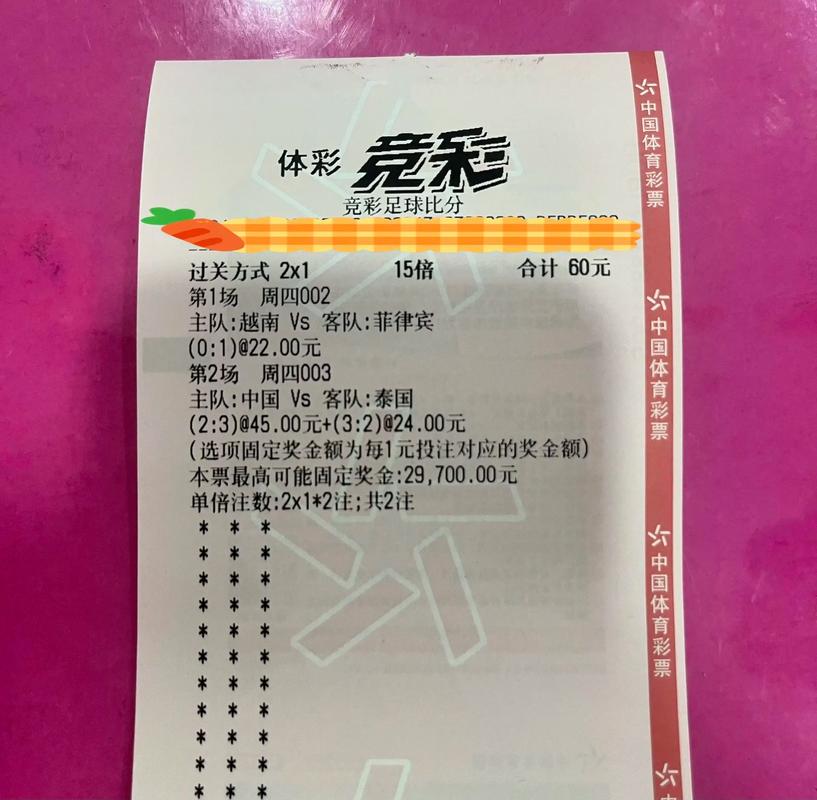 体彩 竞彩
竞彩足球比分
过关方式 2x1 15倍 合计 60元
第1场 周四002
主队:越南 Vs 客队:菲律宾
(0:1)@22.00元
第2场 周四003
主队:中国 Vs 客队:泰国
(2:3)@45.00元+(3:2)@24.00元
(选项固定奖金额为每1元投注对应的奖金额)
本票最高可能固定奖金:29,700.00元
单倍注数:2x1*2注;共2注
* * *
* * *
* * *
* * *
* * *
* * *
* * *
* * *
* * *
* * *
* * *
中国体育彩票
中国体育彩票
中国体育彩票